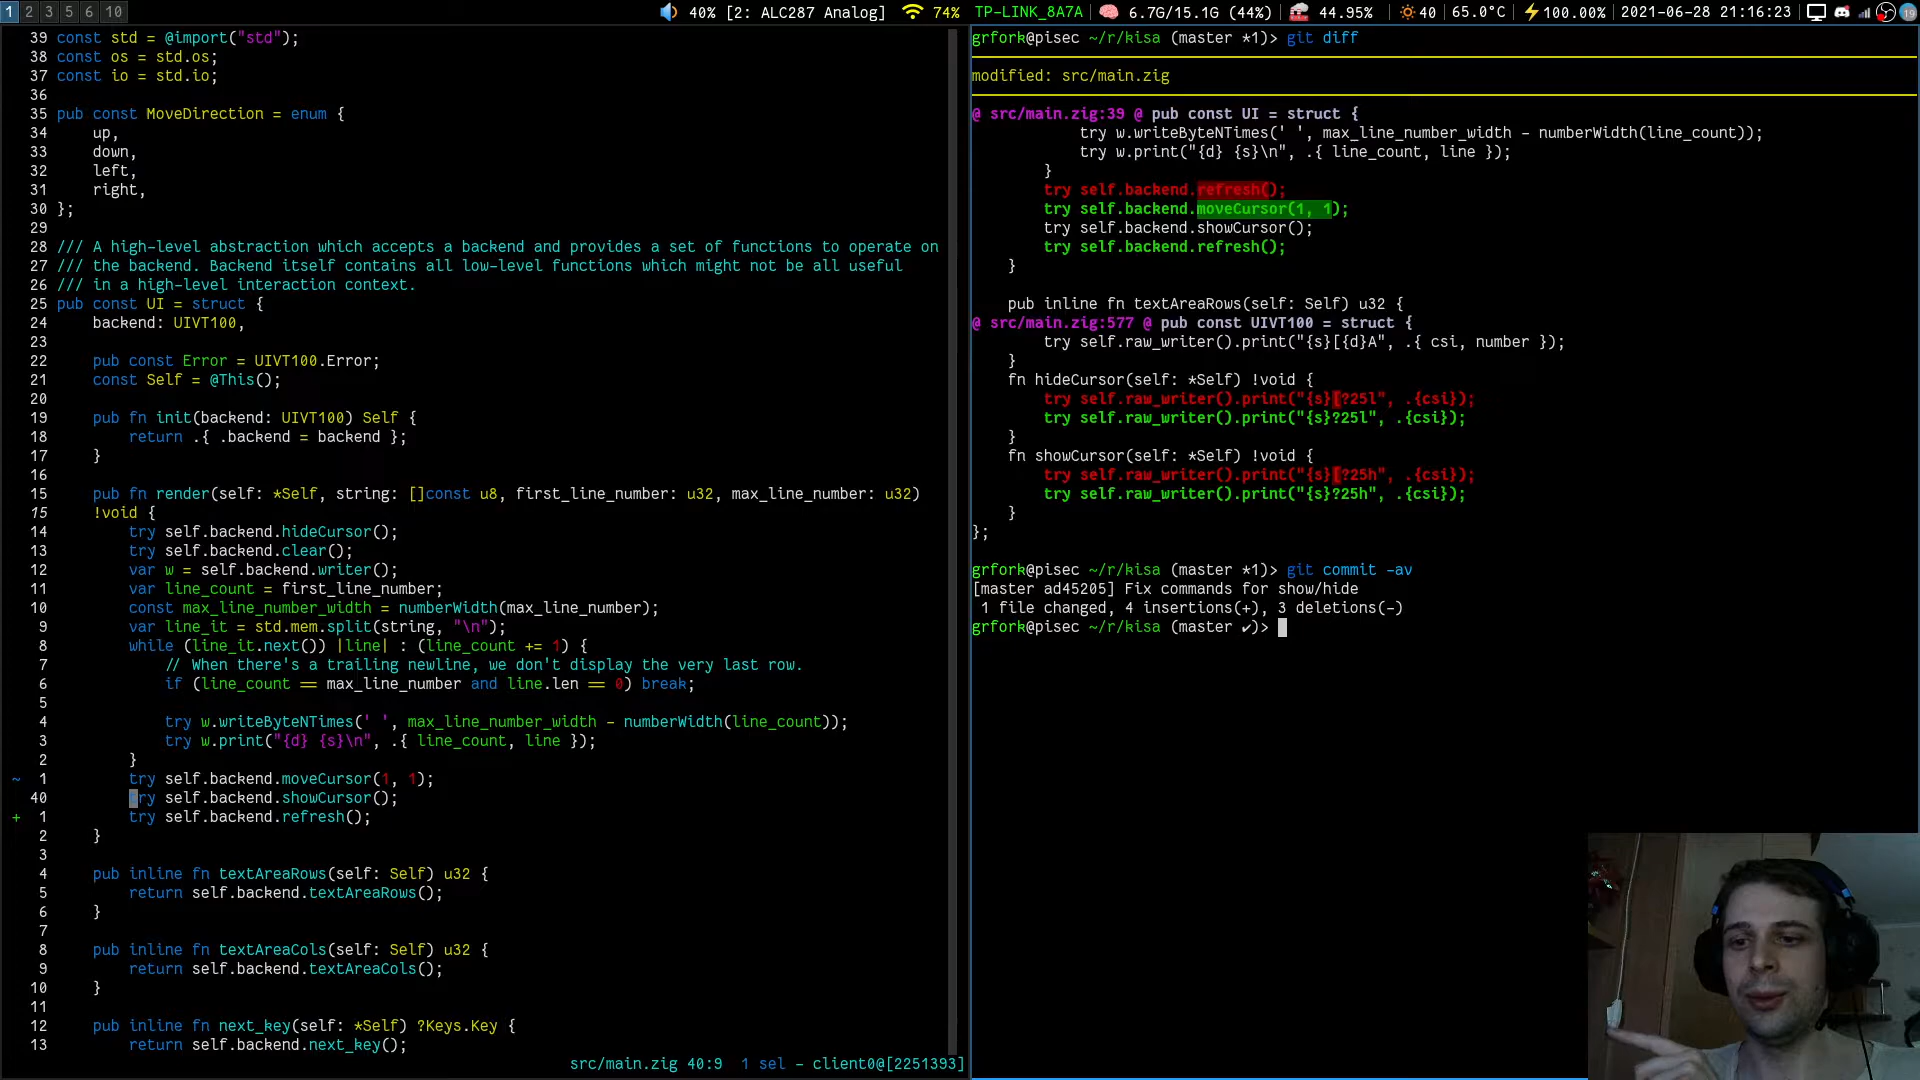 1 2 3 4 5 6 10
40% [2: ALC287 Analog] 74% TP-LINK_8A7A 6.7G/15.1G (44%) 44.95% 40 65.0°C 100.00% 2021-06-28 21:16:23 19
39 const std = @import("std");
38 const os = std.os;
37 const io = std.io;
36
35 pub const MoveDirection = enum {
34 up,
33 down,
32 left,
31 right,
30 };
29
28 /// A high-level abstraction which accepts a backend and provides a set of functions to operate on
27 /// the backend. Backend itself contains all low-level functions which might not be all useful
26 /// in a high-level interaction context.
25 pub const UI = struct {
24 backend: UIVT100,
23
22 pub const Error = UIVT100.Error;
21 const Self = @This();
20
19 pub fn init(backend: UIVT100) Self {
18 return .{ .backend = backend };
17 }
16
15 pub fn render(self: *Self, string: []const u8, first_line_number: u32, max_line_number: u32)
15 !void {
14 try self.backend.hideCursor();
13 try self.backend.clear();
12 var w = self.backend.writer();
11 var line_count = first_line_number;
10 const max_line_number_width = numberWidth(max_line_number);
9 var line_it = std.mem.split(string, "\n");
8 while (line_it.next()) |line| : (line_count += 1) {
7 // When there's a trailing newline, we don't display the very last row.
6 if (line_count == max_line_number and line.len == 0) break;
5
4 try w.writeByteNTimes(' ', max_line_number_width - numberWidth(line_count));
3 try w.print("{d} {s}\n", .{ line_count, line });
2 }
~ 1 try self.backend.moveCursor(1, 1);
40 try self.backend.showCursor();
+ 1 try self.backend.refresh();
2 }
3
4 pub inline fn textAreaRows(self: Self) u32 {
5 return self.backend.textAreaRows();
6 }
7
8 pub inline fn textAreaCols(self: Self) u32 {
9 return self.backend.textAreaCols();
10 }
11
12 pub inline fn next_key(self: *Self) ?Keys.Key {
13 return self.backend.next_key();
src/main.zig 40:9 1 sel - client0@[2251393]
grfork@pisec ~/r/kisa (master *1)> git diff
modified: src/main.zig
@ src/main.zig:39 @ pub const UI = struct {
try w.writeByteNTimes(' ', max_line_number_width - numberWidth(line_count));
try w.print("{d} {s}\n", .{ line_count, line });
}
try self.backend.refresh();
try self.backend.moveCursor(1, 1);
try self.backend.showCursor();
try self.backend.refresh();
}
pub inline fn textAreaRows(self: Self) u32 {
@ src/main.zig:577 @ pub const UIVT100 = struct {
try self.raw_writer().print("{s}[{d}A", .{ csi, number });
}
fn hideCursor(self: *Self) !void {
try self.raw_writer().print("{s}[?25l", .{csi});
try self.raw_writer().print("{s}?25l", .{csi});
}
fn showCursor(self: *Self) !void {
try self.raw_writer().print("{s}[?25h", .{csi});
try self.raw_writer().print("{s}?25h", .{csi});
}
};
grfork@pisec ~/r/kisa (master *1)> git commit -av
[master ad45205] Fix commands for show/hide
1 file changed, 4 insertions(+), 3 deletions(-)
grfork@pisec ~/r/kisa (master ✓)>